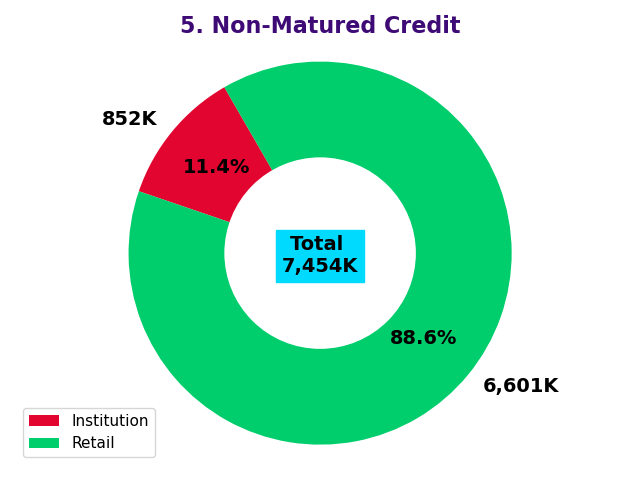 5. Non-Matured Credit
852K
11.4%
Total
7,454K
88.6%
6,601K
Institution
Retail